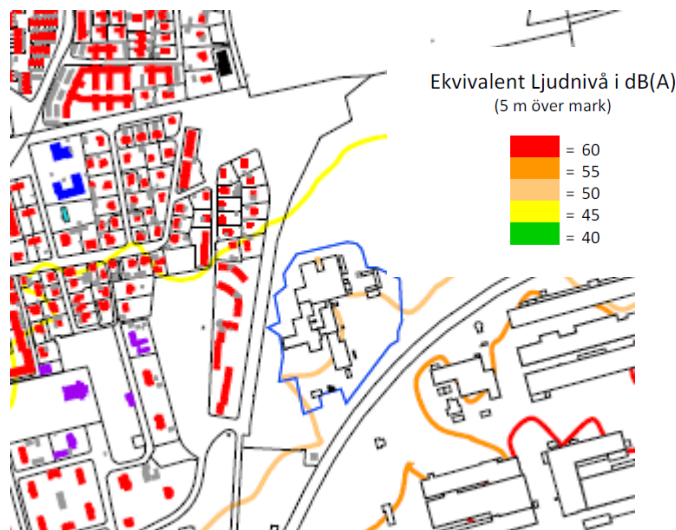 Ekvivalent Ljudnivå i dB(A)
(5 m över mark)
= 60
= 55
= 50
= 45
= 40